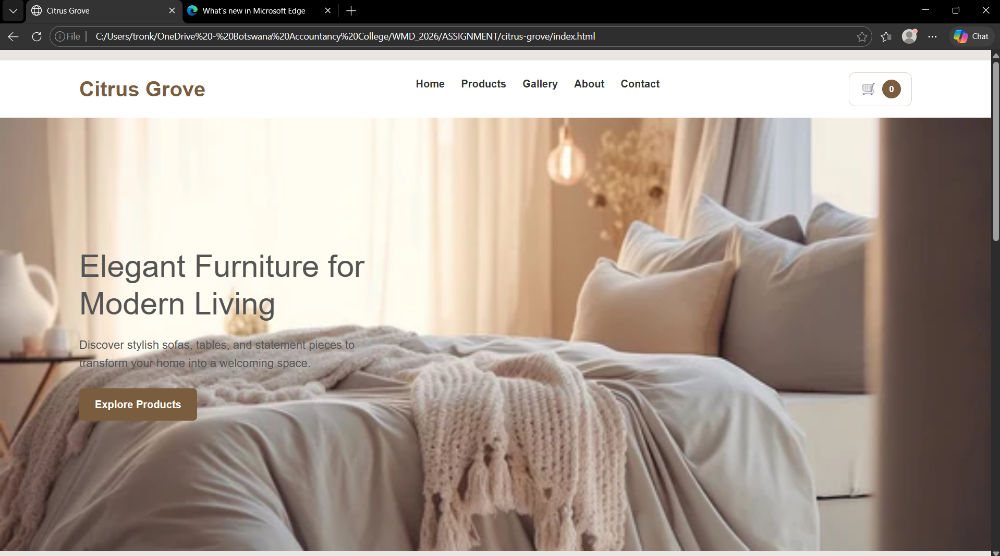 Citrus Grove
What's new in Microsoft Edge
File
C:/Users/tronk/OneDrive%20-%20Botswana%20Accountancy%20College/WMD_2026/ASSIGNMENT/citrus-grove/index.html
Chat
Citrus Grove
Home Products Gallery About Contact
0
Elegant Furniture for
Modern Living
Discover stylish sofas, tables, and statement pieces to
transform your home into a welcoming space.
Explore Products